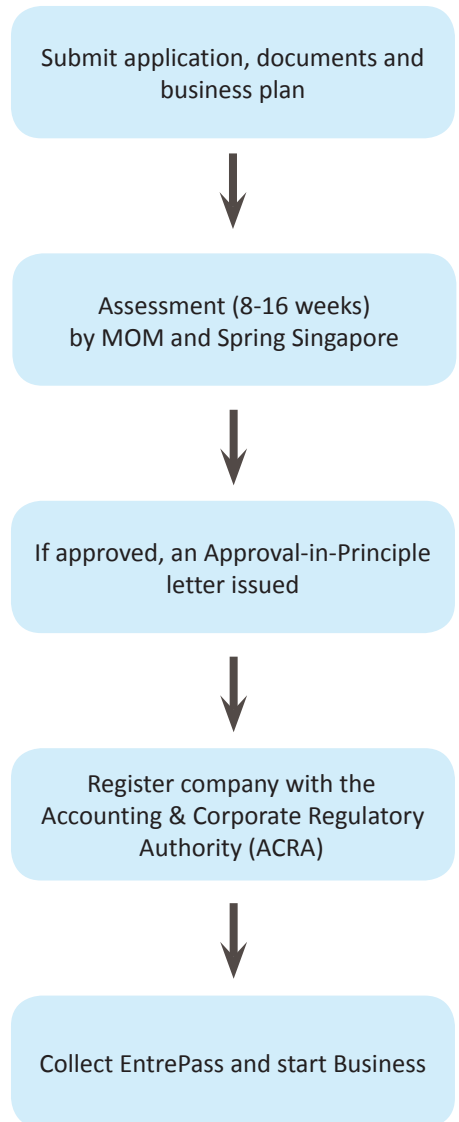 Submit application, documents and
business plan
Assessment (8-16 weeks)
by MOM and Spring Singapore
If approved, an Approval-in-Principle
letter issued
Register company with the
Accounting & Corporate Regulatory
Authority (ACRA)
Collect EntrePass and start Business